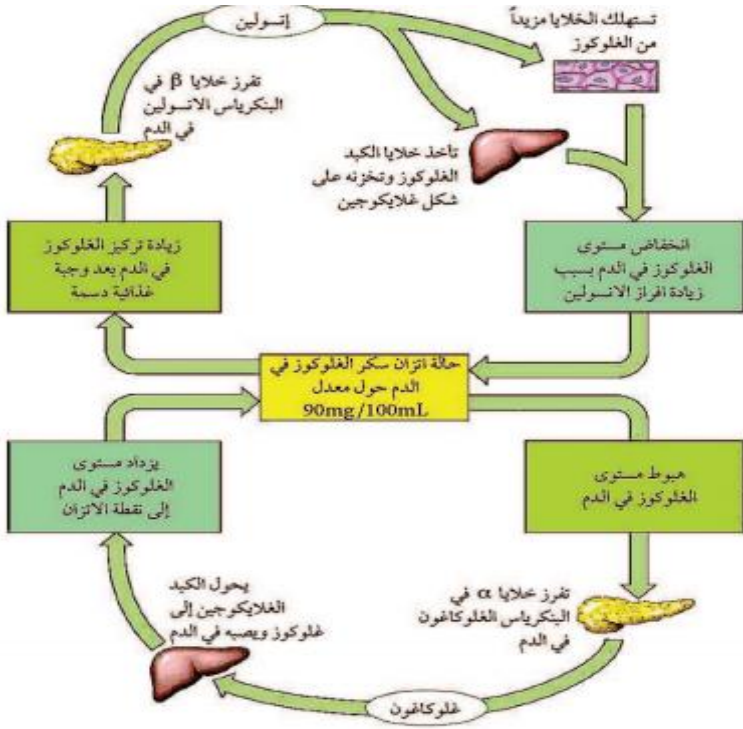 إنسولين
تستهلك الخلايا مزيداً
من الغلوكوز
تفرز خلايا β في
البنكرياس الانسولين
في الدم
تأخذ خلايا الكبد
الغلوكوز وتخزنه على
شكل غلايكوجين
زيادة تركيز الغلوكوز
في الدم بعد وجبة
غذائية دسمة
انخفاض مستوى
الغلوكوز في الدم بسبب
زيادة افراز الانسولين
حالة اتزان سكر الغلوكوز في
الدم حول معدل
90mg/100mL
يزداد مستوى
الغلوكوز في الدم
إلى نقطة الاتزان
هبوط مستوى
الغلوكوز في الدم
يحول الكبد
الغلايكوجين إلى
غلوكوز ويصبه في الدم
تفرز خلايا α في
البنكرياس الغلوكاغون
في الدم
غلوكاغون